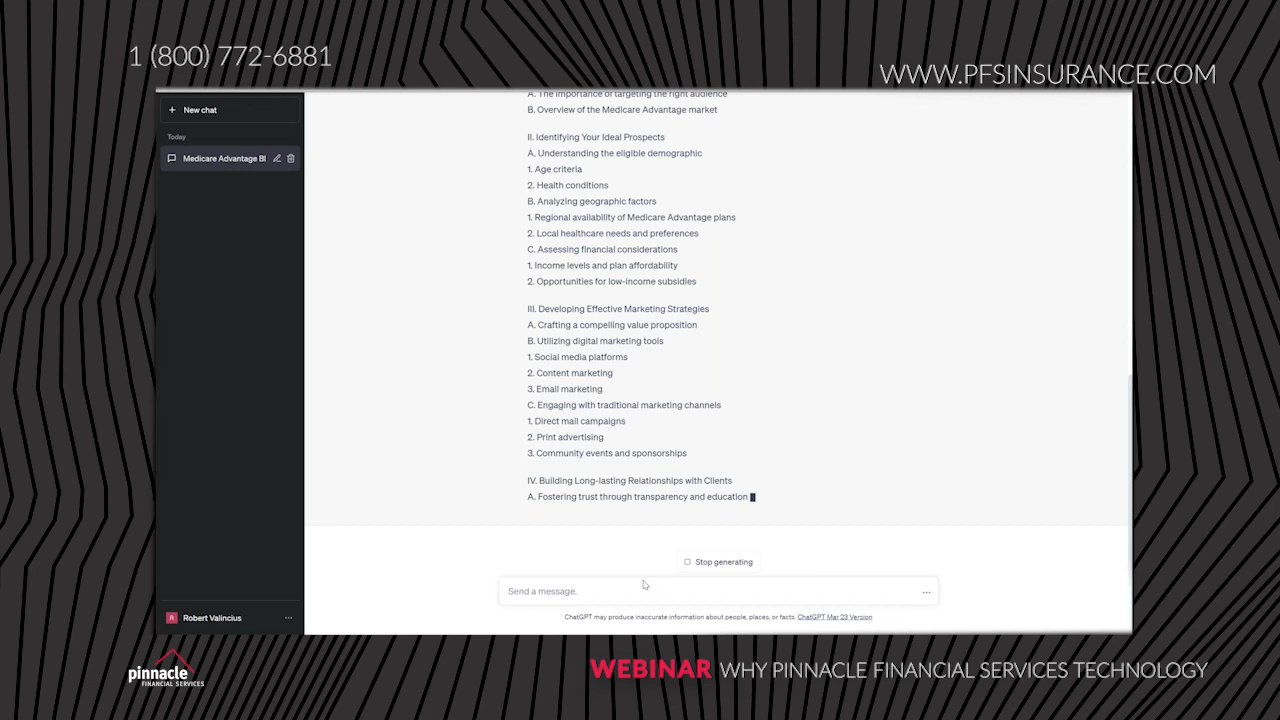 1 (800) 772-6881
WWW.PFSINSURANCE.COM
New chat
Today
Medicare Advantage Bl
Robert Valincius
A. The importance of targeting the right audience
B. Overview of the Medicare Advantage market
II. Identifying Your Ideal Prospects
A. Understanding the eligible demographic
1. Age criteria
2. Health conditions
B. Analyzing geographic factors
1. Regional availability of Medicare Advantage plans
2. Local healthcare needs and preferences
C. Assessing financial considerations
1. Income levels and plan affordability
2. Opportunities for low-income subsidies
III. Developing Effective Marketing Strategies
A. Crafting a compelling value proposition
B. Utilizing digital marketing tools
1. Social media platforms
2. Content marketing
3. Email marketing
C. Engaging with traditional marketing channels
1. Direct mail campaigns
2. Print advertising
3. Community events and sponsorships
IV. Building Long-lasting Relationships with Clients
A. Fostering trust through transparency and education
Stop generating
Send a message.
ChatGPT may produce inaccurate information about people, places, or facts. ChatGPT Mar 23 Version
pinnacle
FINANCIAL SERVICES
WEBINAR WHY PINNACLE FINANCIAL SERVICES TECHNOLOGY